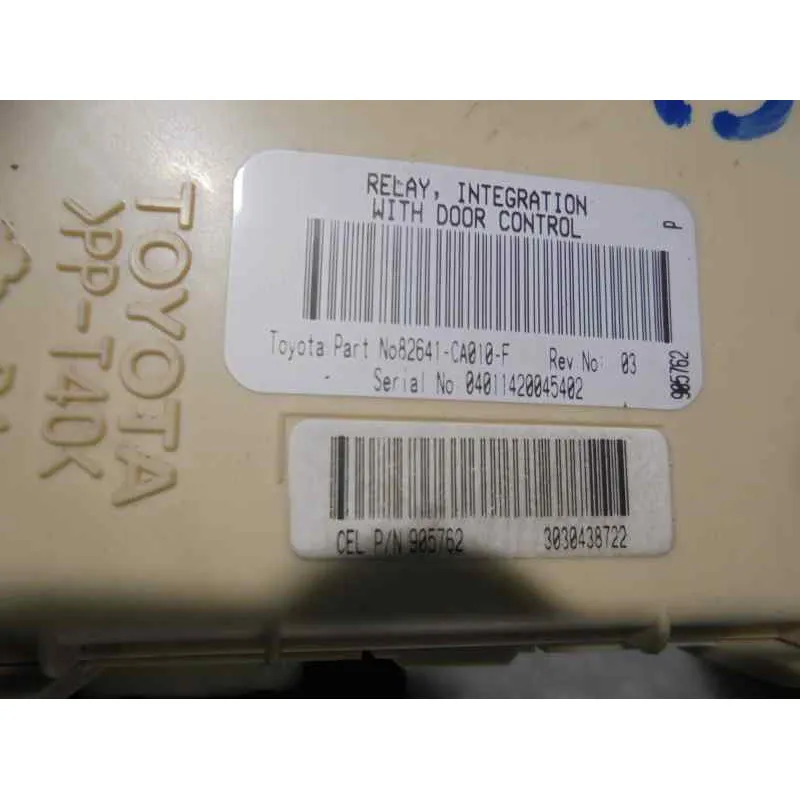 RELAY, INTEGRATION
WITH DOOR CONTROL
P
Toyota Part No82641-CA010-F Rev No: 03
Serial No 04011420045402
905762
TOYOTA
>PP-T40<
CEL P/N 905762 3030438722